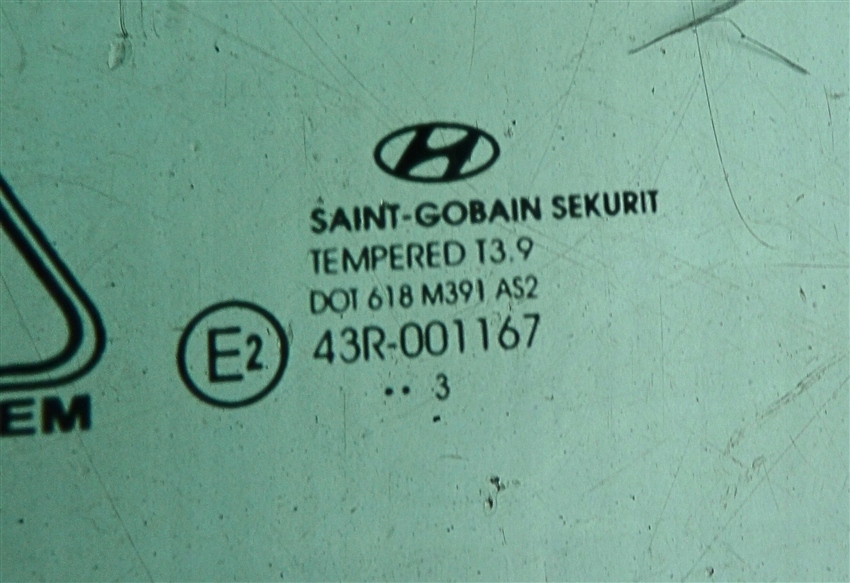 SAINT-GOBAIN SEKURIT
TEMPERED T3.9
DOT 618 M391 AS2
E2 43R-001167
•• 3
EM